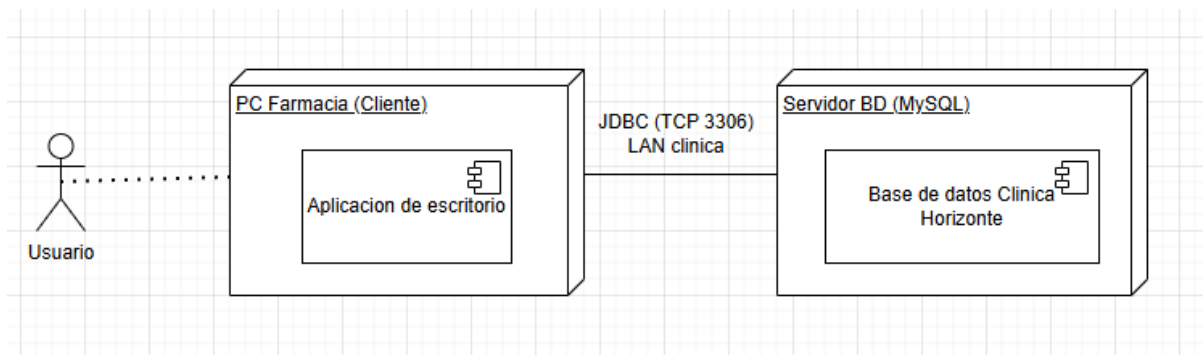 PC Farmacia (Cliente)
Servidor BD (MySQL)
JDBC (TCP 3306)
LAN clinica
Aplicacion de escritorio
Base de datos Clinica
Horizonte
Usuario